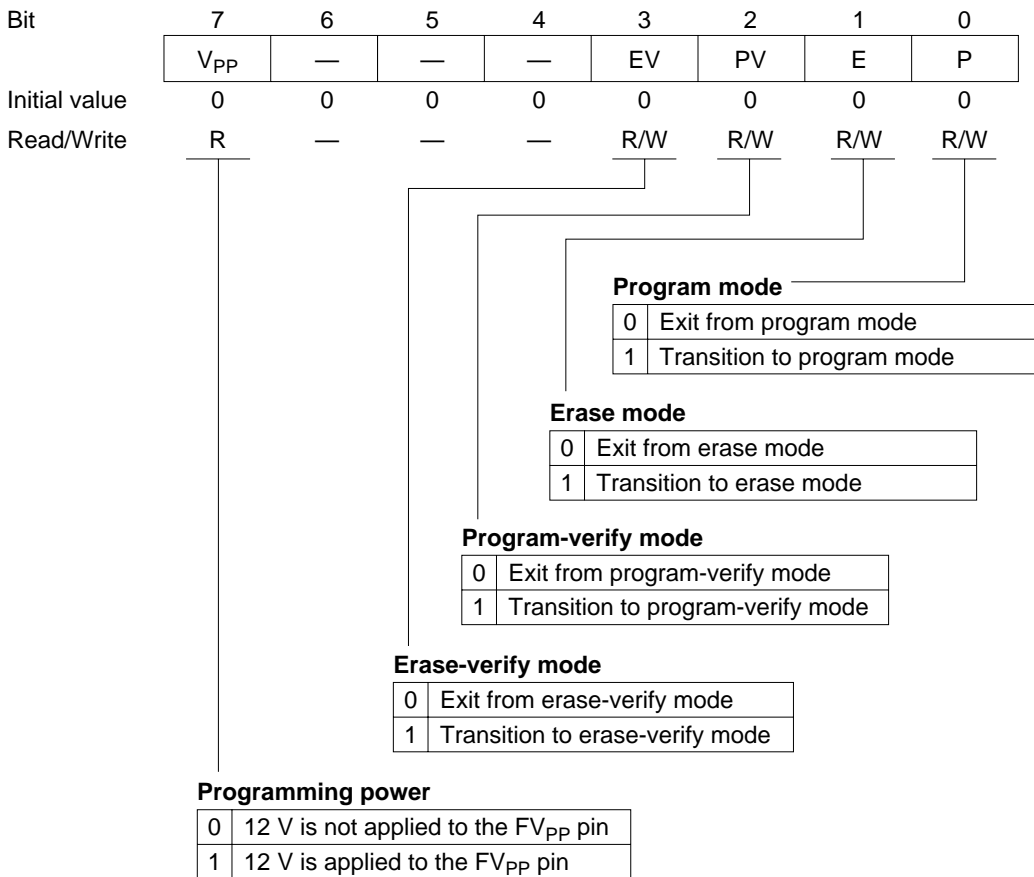 Bit 7 6 5 4 3 2 1 0
VPP — — — EV PV E P
Initial value 0 0 0 0 0 0 0 0
Read/Write R — — — R/W R/W R/W R/W
Program mode
0 Exit from program mode
1 Transition to program mode
Erase mode
0 Exit from erase mode
1 Transition to erase mode
Program-verify mode
0 Exit from program-verify mode
1 Transition to program-verify mode
Erase-verify mode
0 Exit from erase-verify mode
1 Transition to erase-verify mode
Programming power
0 12 V is not applied to the FVPP pin
1 12 V is applied to the FVPP pin